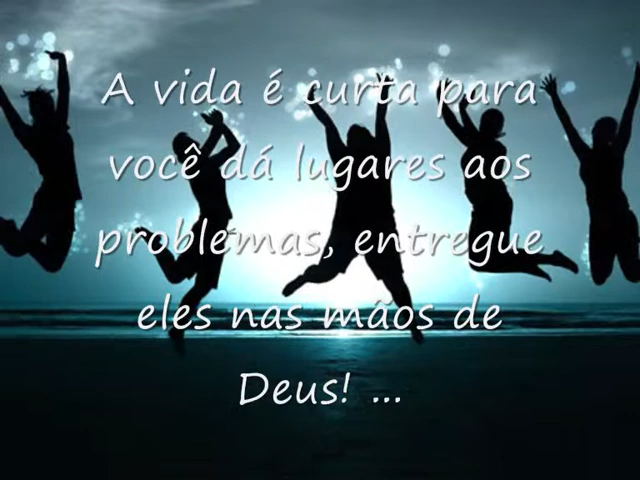 A vida é curta para
você dá lugares aos
problemas, entregue
eles nas mãos de
Deus! ...